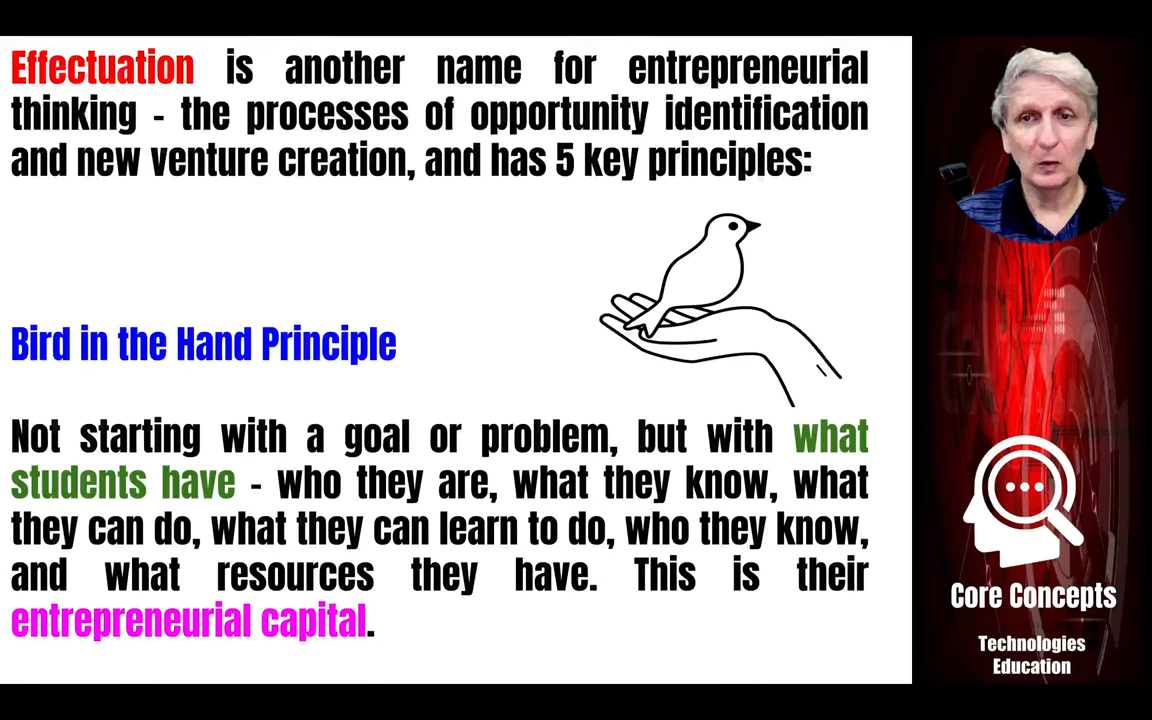 Effectuation is another name for entrepreneurial
thinking - the processes of opportunity identification
and new venture creation, and has 5 key principles:
Bird in the Hand Principle
Not starting with a goal or problem, but with what
students have - who they are, what they know, what
they can do, what they can learn to do, who they know,
and what resources they have. This is their
entrepreneurial capital.
Core Concepts
Technologies
Education